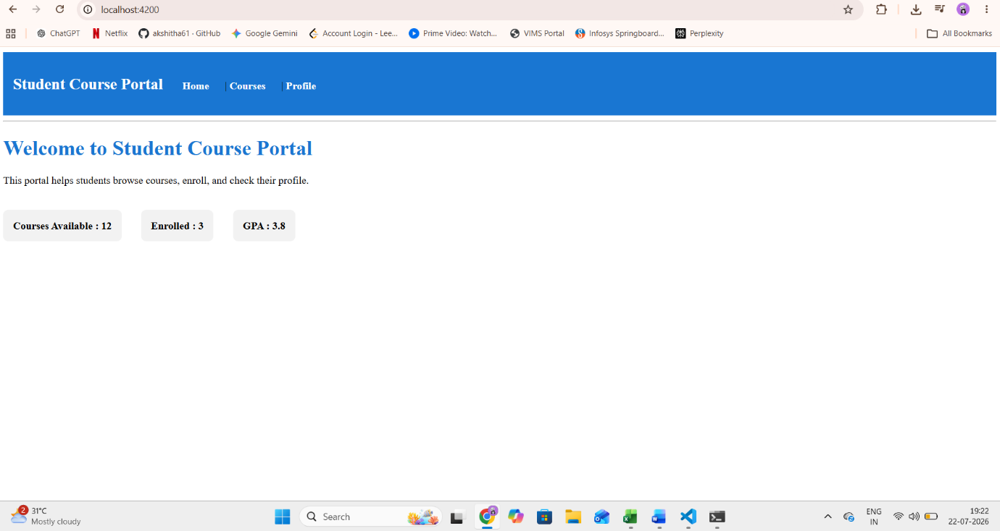 localhost:4200
ChatGPT Netflix akshitha61 · GitHub Google Gemini Account Login - Lee... Prime Video: Watch... VIMS Portal Infosys Springboard... Perplexity All Bookmarks
Student Course Portal Home | Courses | Profile
Welcome to Student Course Portal
This portal helps students browse courses, enroll, and check their profile.
Courses Available : 12 Enrolled : 3 GPA : 3.8
2 31°C
Mostly cloudy
Search
ENG
IN
19:22
22-07-2026